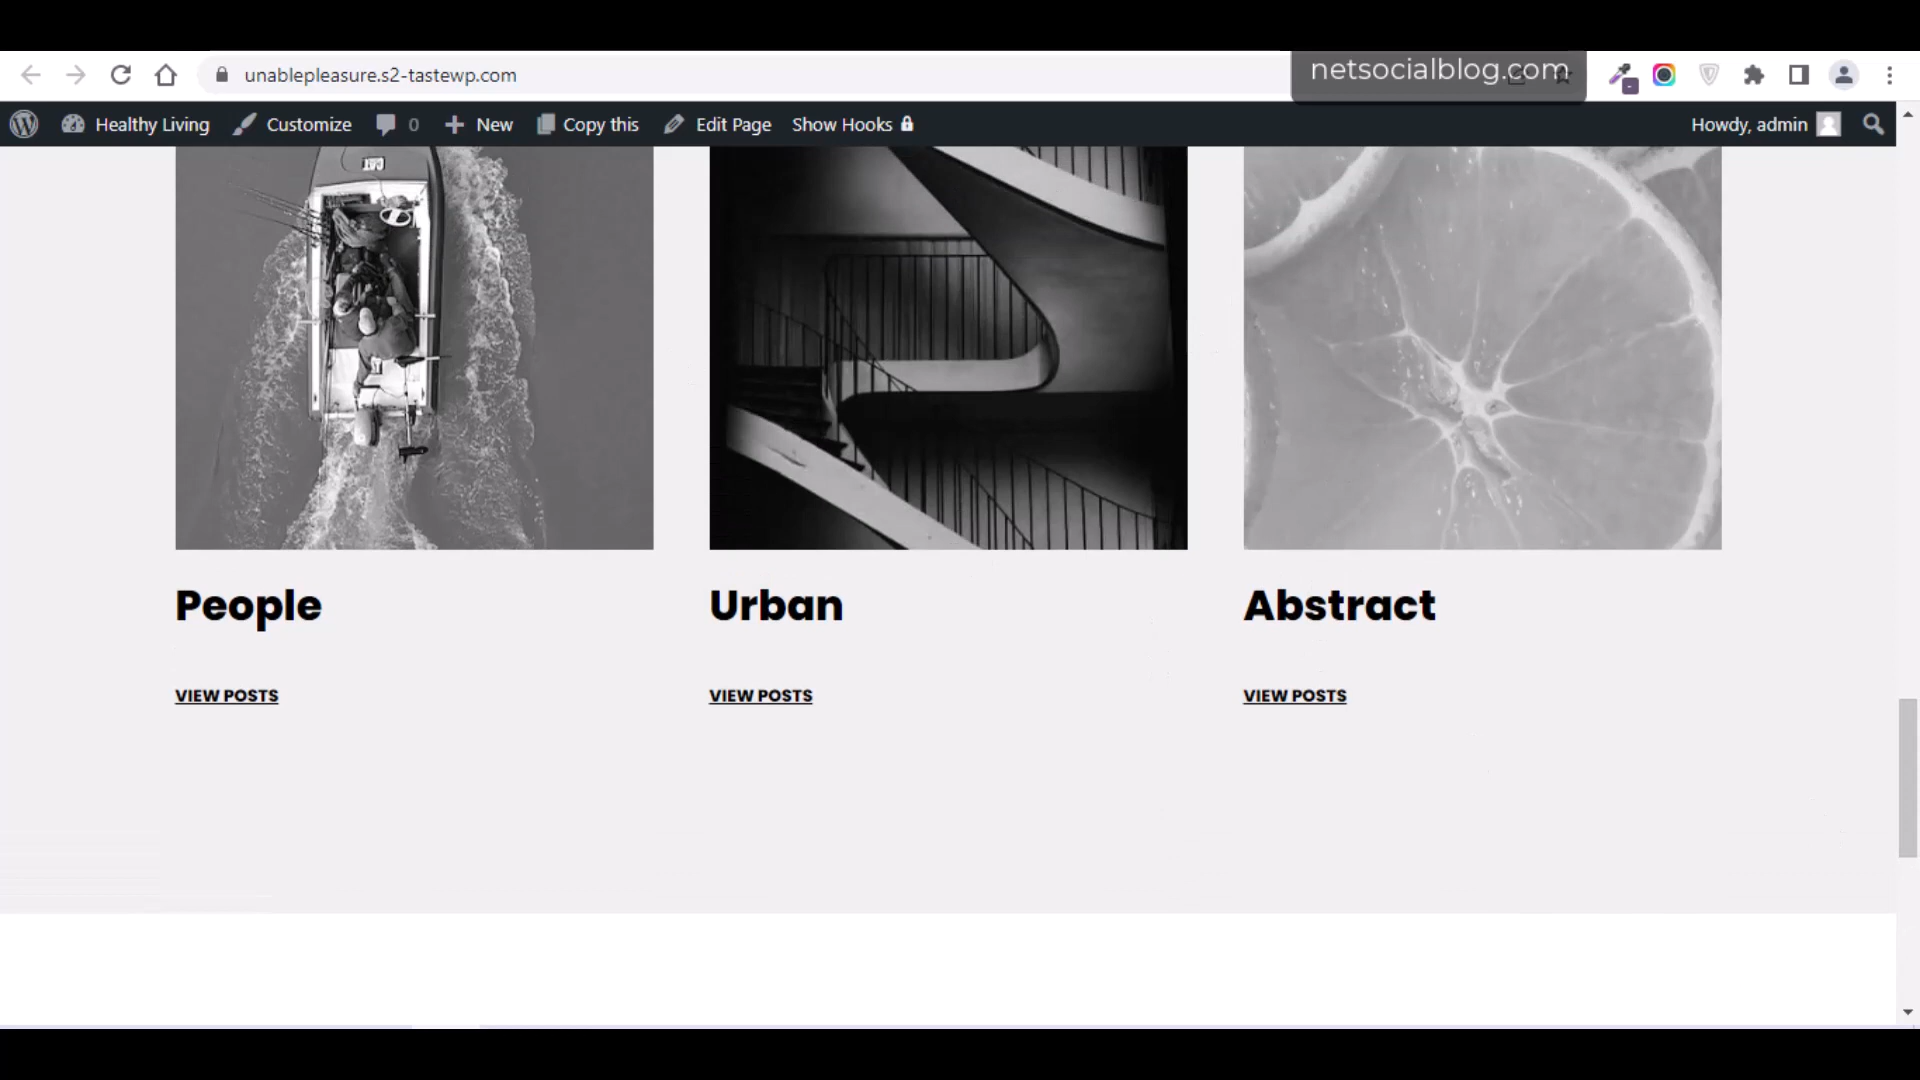 unablepleasure.s2-tastewp.com
netsocialblog.com
Healthy Living Customize 0 New Copy this Edit Page Show Hooks Howdy, admin
People Urban Abstract
VIEW POSTS VIEW POSTS VIEW POSTS